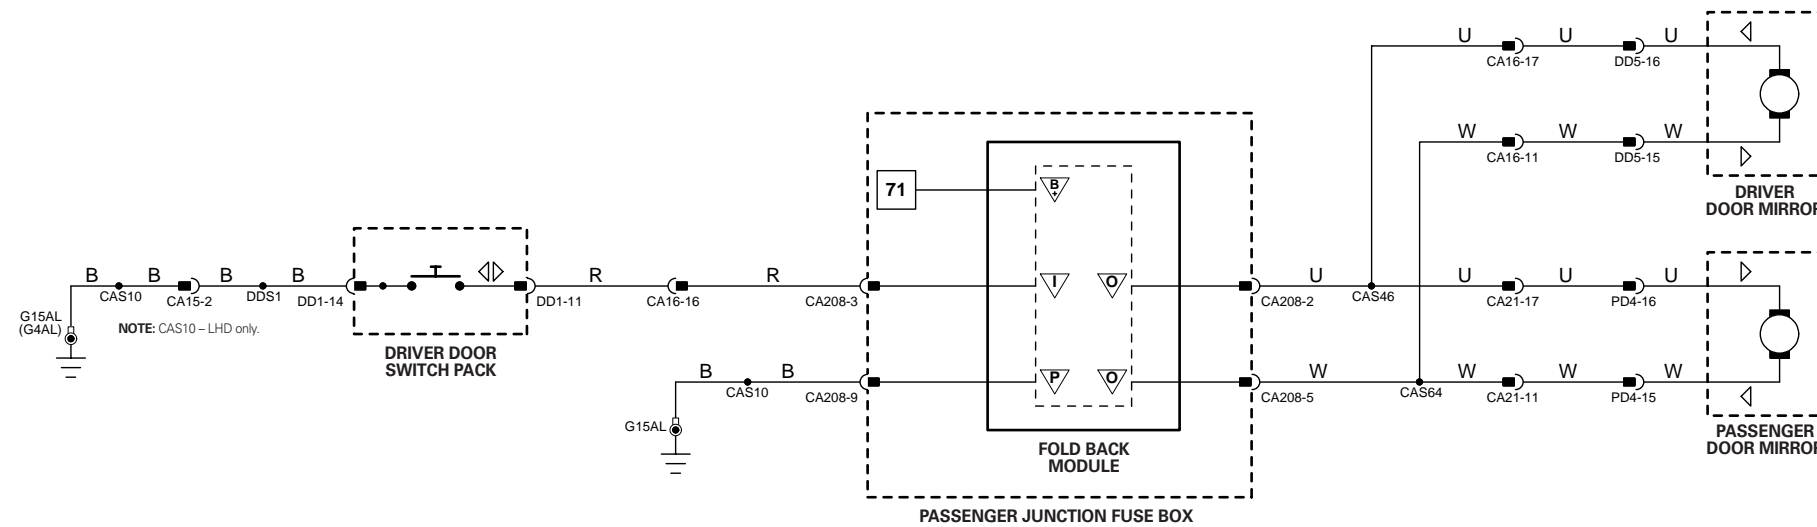 U U U
CA16-17 DD5-16
W W W
CA16-11 DD5-15
DRIVER
DOOR MIRROR
71
B+
B B B B
CAS10 CA15-2 DDS1 DD1-14
G15AL
(G4AL)
NOTE: CAS10 – LHD only.
DRIVER DOOR
SWITCH PACK
R R
DD1-11 CA16-16 CA208-3
I O
U U U U
CA208-2 CAS46 CA21-17 PD4-16
B B
CAS10 CA208-9
G15AL
P O
W W W W
CA208-5 CAS64 CA21-11 PD4-15
PASSENGER
DOOR MIRROR
FOLD BACK
MODULE
PASSENGER JUNCTION FUSE BOX